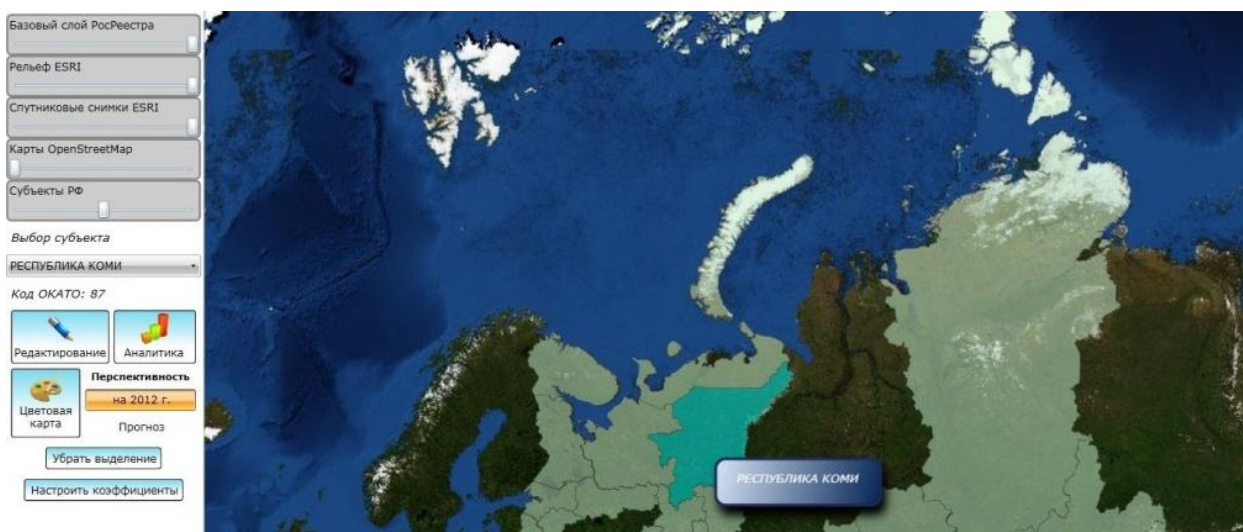 Базовый слой РосРеестра
Рельеф ESRI
Спутниковые снимки ESRI
Карты OpenStreetMap
Субъекты РФ
Выбор субъекта
РЕСПУБЛИКА КОМИ
Код ОКАТО: 87
Редактирование
Аналитика
Цветовая
карта
Перспективность
на 2012 г.
Прогноз
Убрать выделение
Настроить коэффициенты
РЕСПУБЛИКА КОМИ